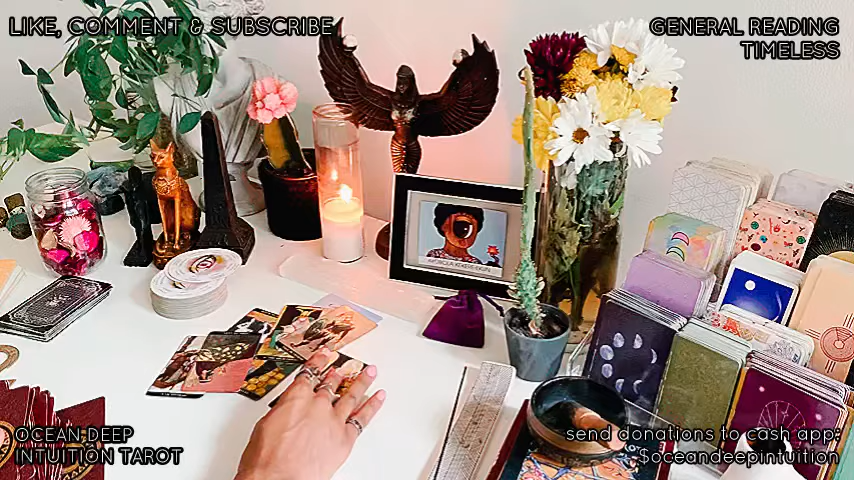 LIKE, COMMENT & SUBSCRIBE
GENERAL READING
TIMELESS
OCEAN DEEP
INTUITION TAROT
send donations to cash app:
$oceandeepintuition